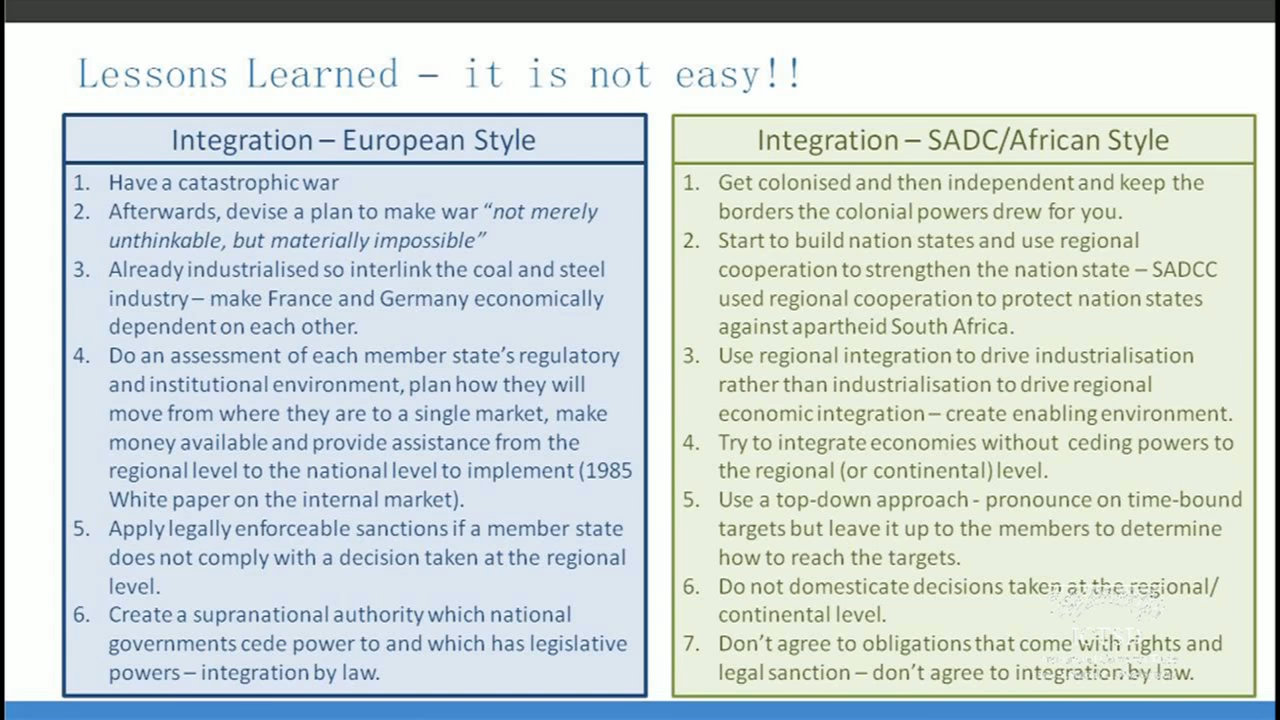 Lessons Learned – it is not easy!!
Integration – European Style
1. Have a catastrophic war
2. Afterwards, devise a plan to make war “not merely
unthinkable, but materially impossible”
3. Already industrialised so interlink the coal and steel
industry – make France and Germany economically
dependent on each other.
4. Do an assessment of each member state’s regulatory
and institutional environment, plan how they will
move from where they are to a single market, make
money available and provide assistance from the
regional level to the national level to implement (1985
White paper on the internal market).
5. Apply legally enforceable sanctions if a member state
does not comply with a decision taken at the regional
level.
6. Create a supranational authority which national
governments cede power to and which has legislative
powers – integration by law.
Integration – SADC/African Style
1. Get colonised and then independent and keep the
borders the colonial powers drew for you.
2. Start to build nation states and use regional
cooperation to strengthen the nation state – SADCC
used regional cooperation to protect nation states
against apartheid South Africa.
3. Use regional integration to drive industrialisation
rather than industrialisation to drive regional
economic integration – create enabling environment.
4. Try to integrate economies without ceding powers to
the regional (or continental) level.
5. Use a top-down approach - pronounce on time-bound
targets but leave it up to the members to determine
how to reach the targets.
6. Do not domesticate decisions taken at the regional/
continental level.
7. Don’t agree to obligations that come with rights and
legal sanction – don’t agree to integration by law.